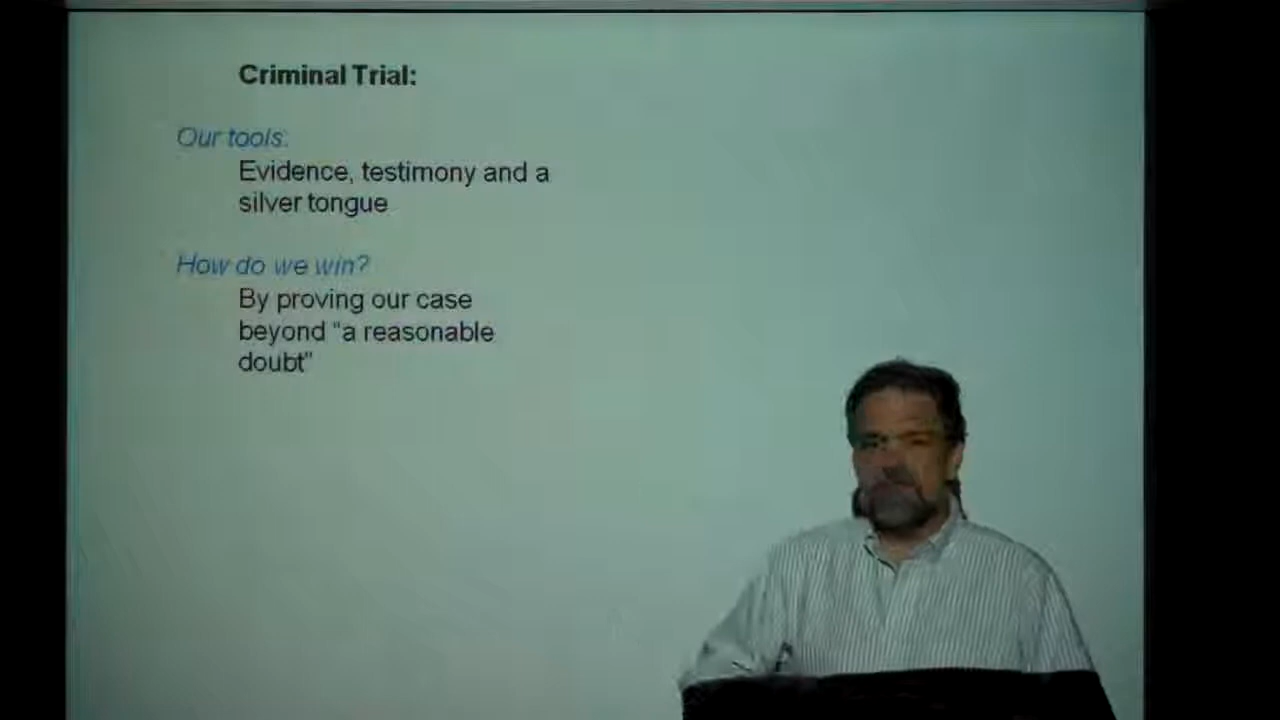 Criminal Trial:
Our tools:
Evidence, testimony and a
silver tongue
How do we win?
By proving our case
beyond “a reasonable
doubt”